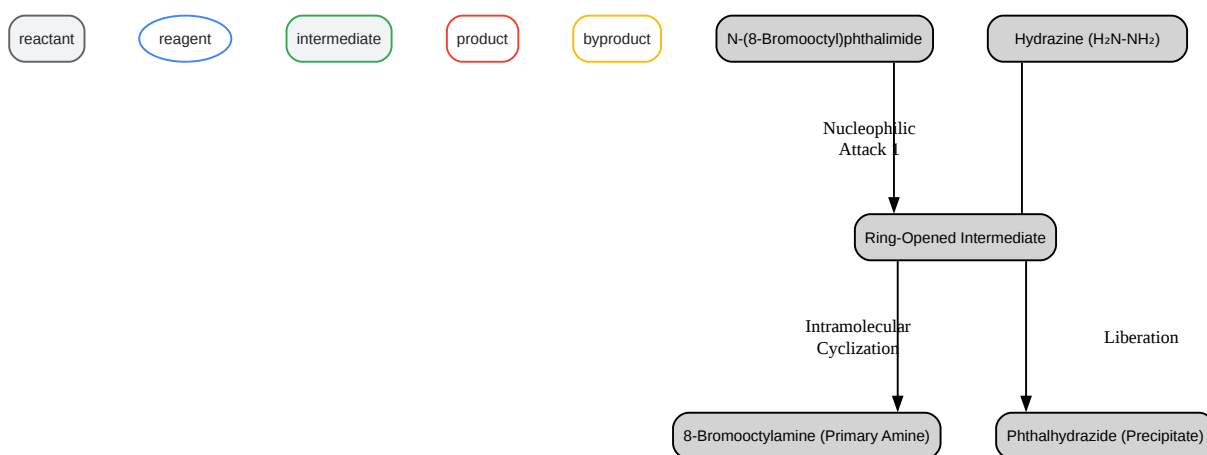 reactant
reagent
intermediate
product
byproduct
N-(8-Bromooctyl)phthalimide
Hydrazine (H₂N-NH₂)
Nucleophilic
Attack 1
Ring-Opened Intermediate
Intramolecular
Cyclization
Liberation
8-Bromooctylamine (Primary Amine)
Phthalhydrazide (Precipitate)